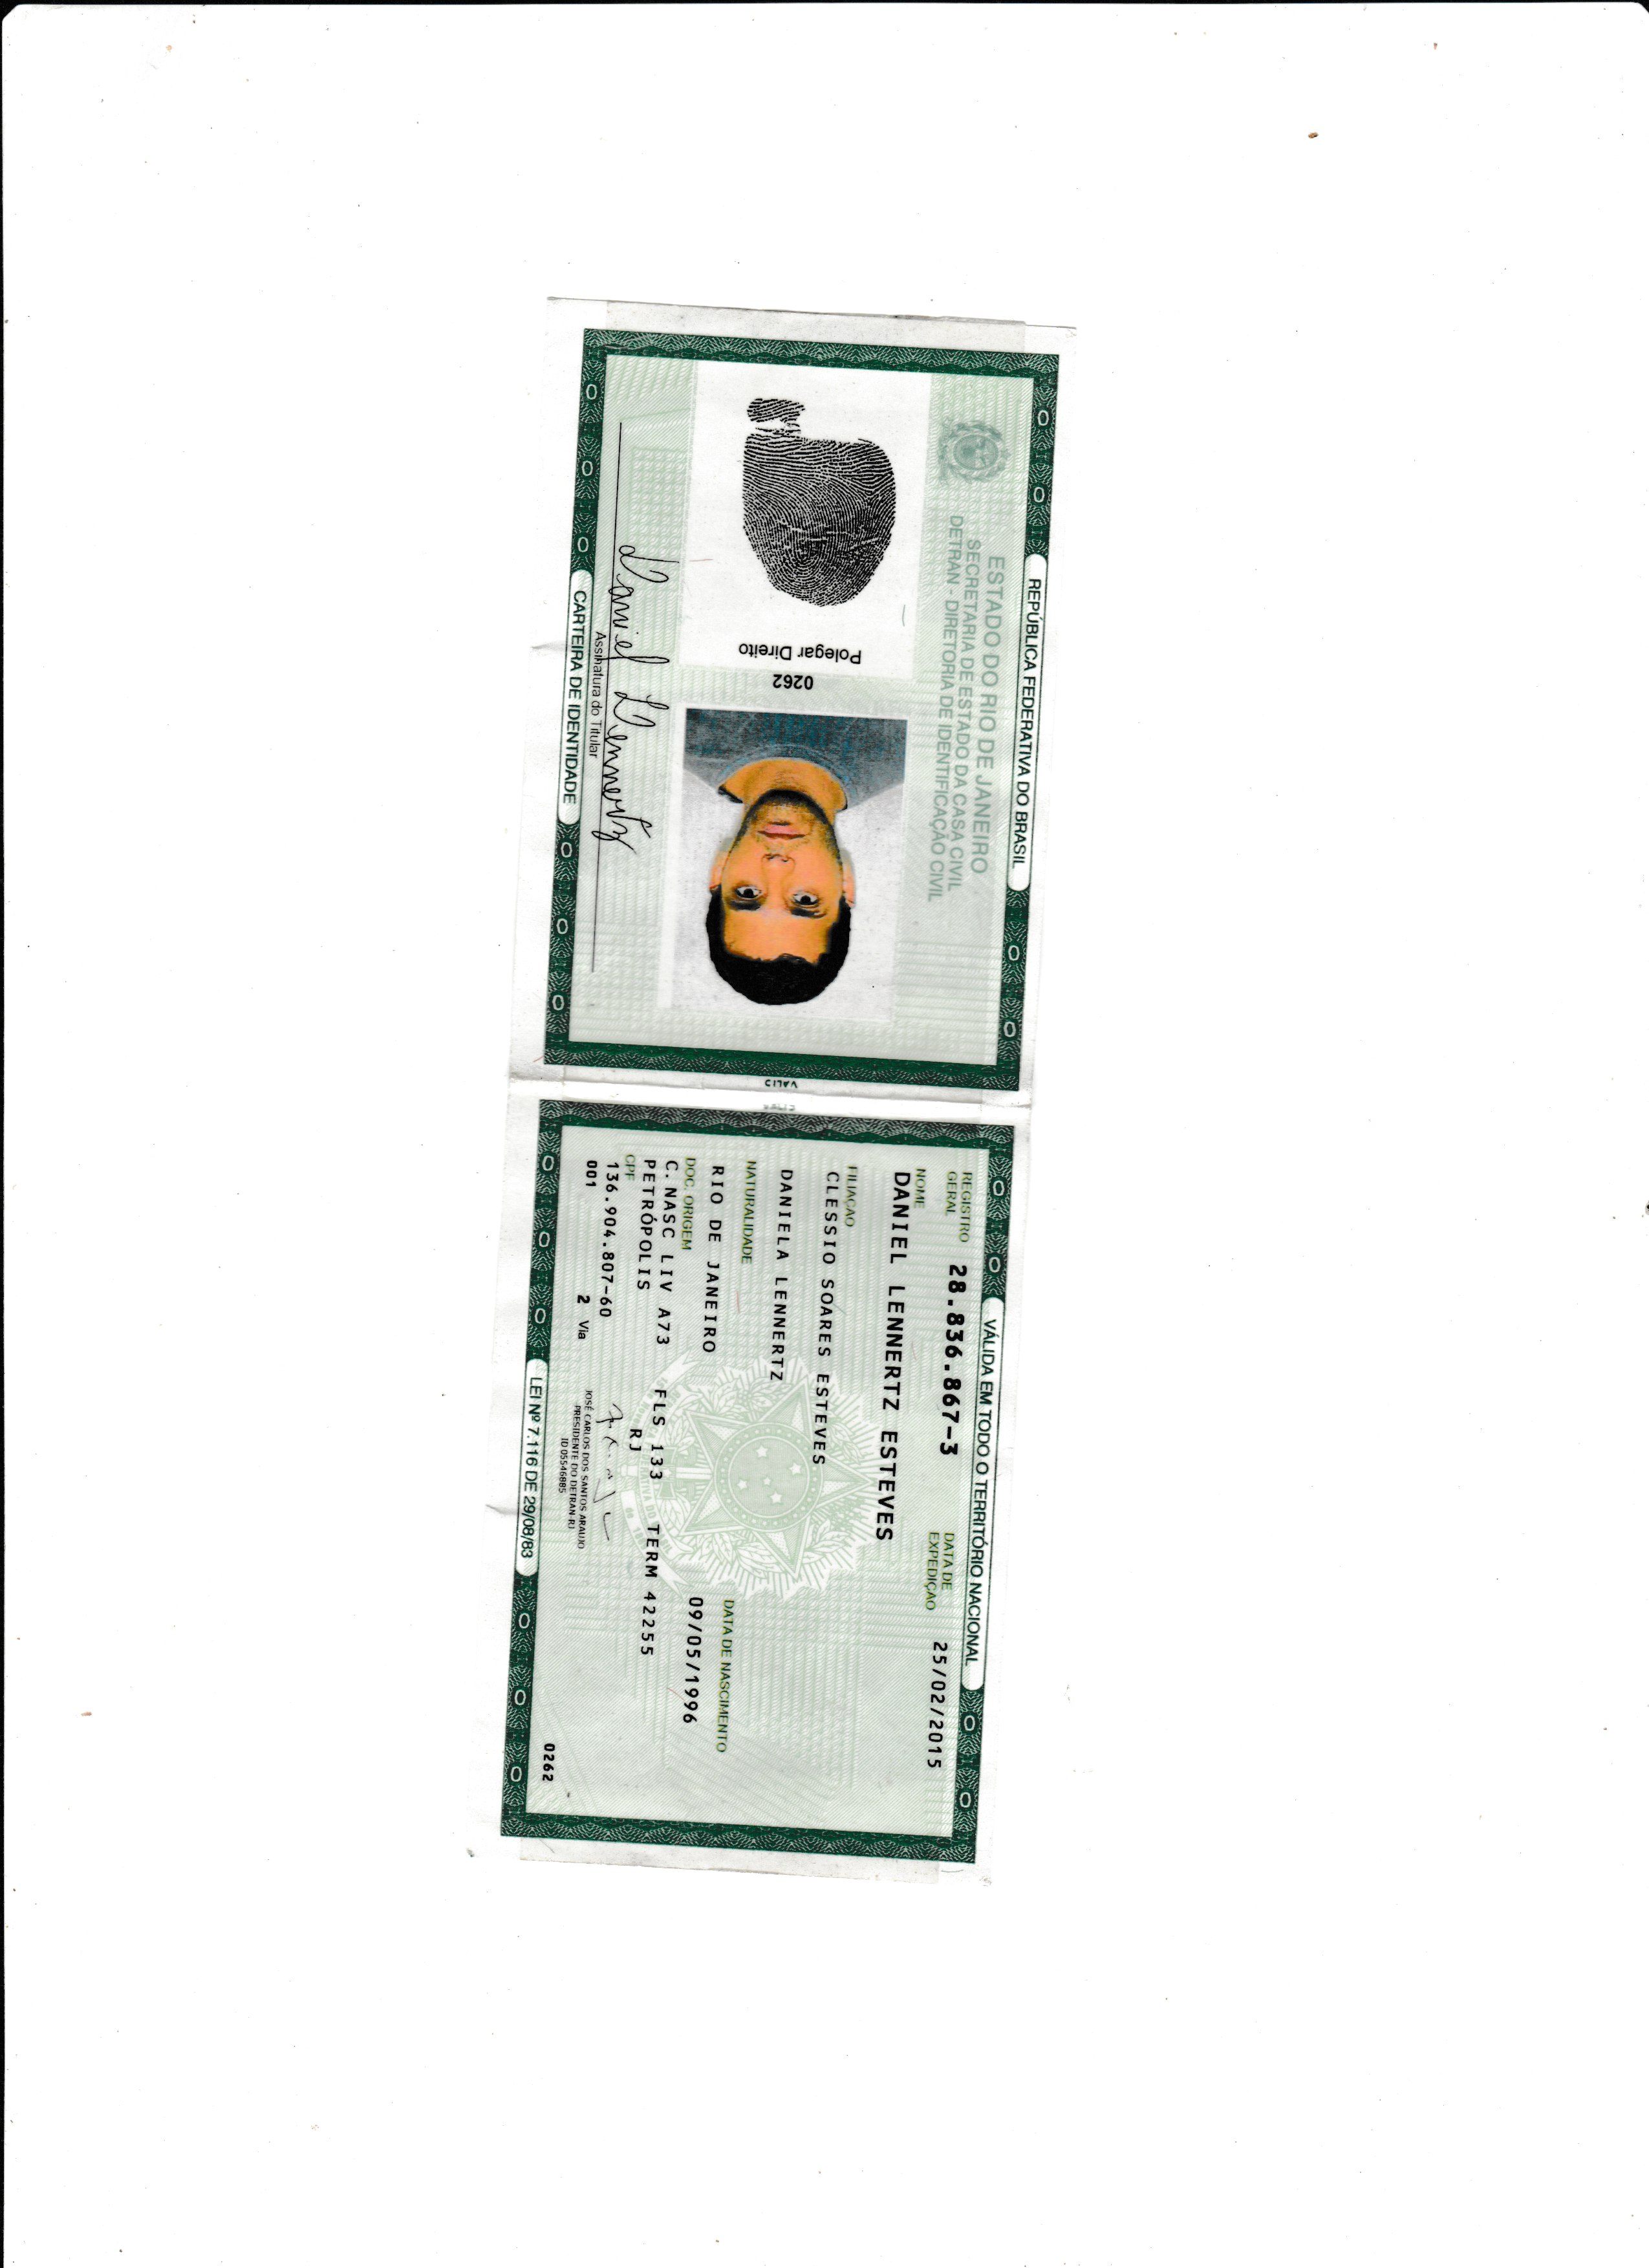 REPÚBLICA FEDERATIVA DO BRASIL
ESTADO DO RIO DE JANEIRO
SECRETARIA DE ESTADO DA CASA CIVIL
DETRAN - DIRETORIA DE IDENTIFICAÇÃO CIVIL
Polegar Direito
0262
Daniel Lennertz
Assinatura do Titular
CARTEIRA DE IDENTIDADE
VALID
VÁLIDA EM TODO O TERRITÓRIO NACIONAL
REGISTRO GERAL 28.836.867-3 DATA DE EXPEDIÇÃO 25/02/2015
NOME
DANIEL LENNERTZ ESTEVES
FILIAÇÃO
CLESSIO SOARES ESTEVES
DANIELA LENNERTZ
NATURALIDADE DATA DE NASCIMENTO
RIO DE JANEIRO 09/05/1996
DOC. ORIGEM
C.NASC LIV A73 FLS 133 TERM 42255
PETRÓPOLIS RJ
CPF
136.904.807-60
001 2 Via
JOSÉ CARLOS DOS SANTOS ARAUJO
PRESIDENTE DO DETRAN-RJ
ID 05546885
0262
LEI Nº 7.116 DE 29/08/83